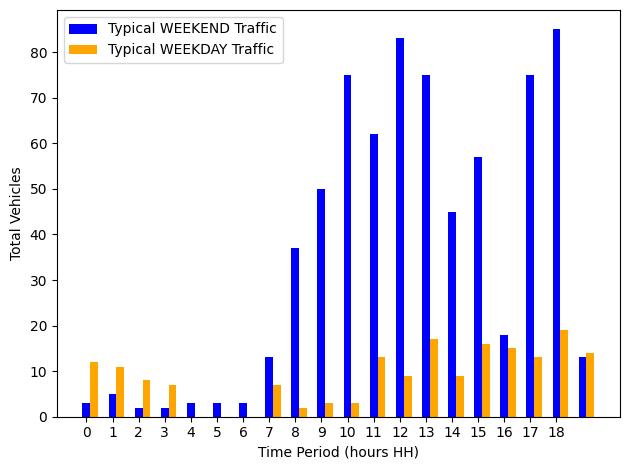 Typical WEEKEND Traffic
Typical WEEKDAY Traffic
80
70
60
50
40
30
20
10
0
Total Vehicles
0 1 2 3 4 5 6 7 8 9 10 11 12 13 14 15 16 17 18
Time Period (hours HH)